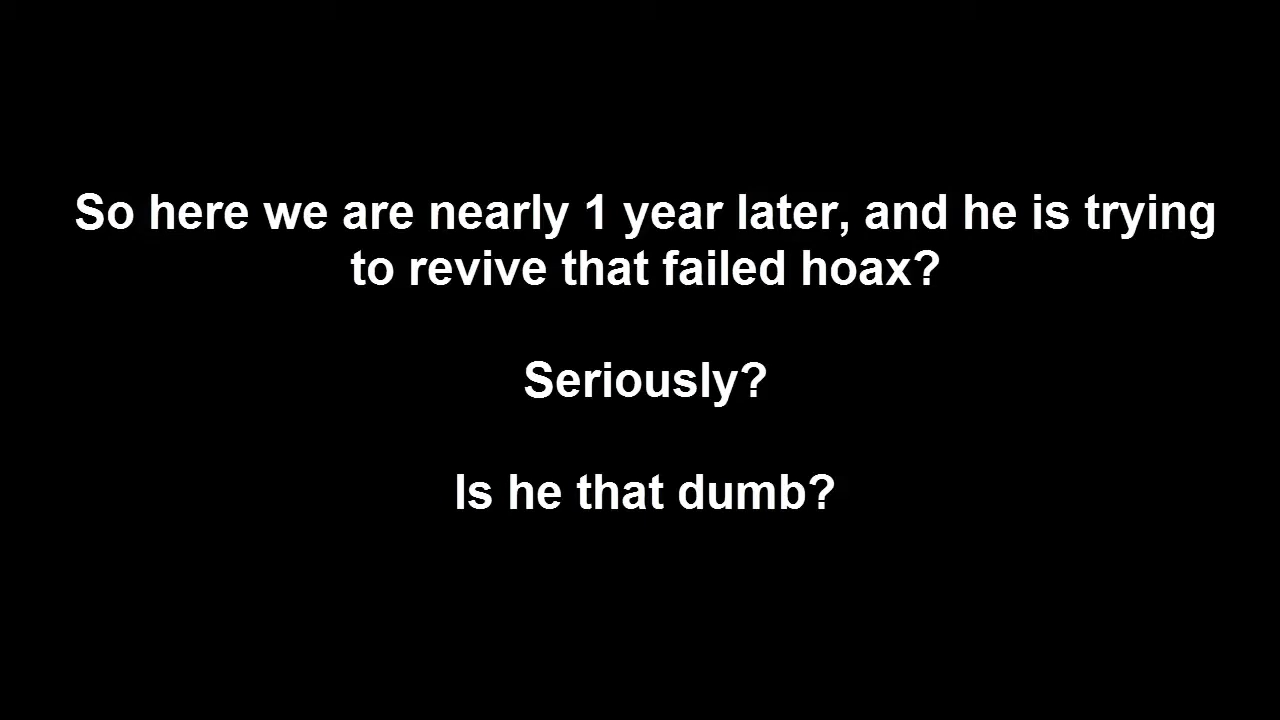 So here we are nearly 1 year later, and he is trying
to revive that failed hoax?
Seriously?
Is he that dumb?